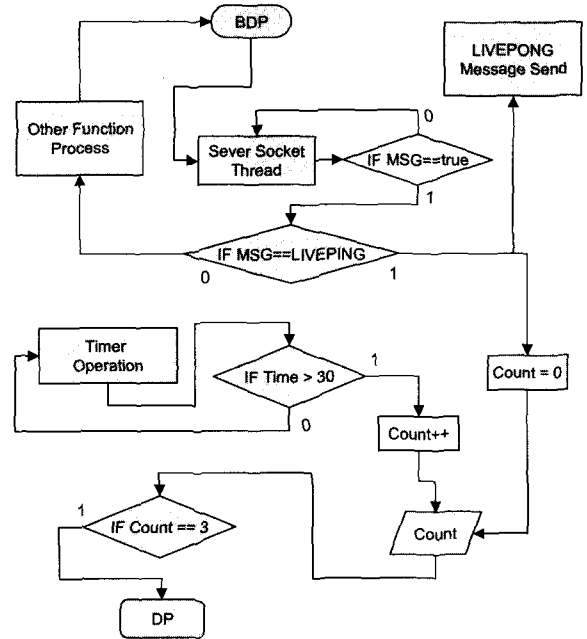 BDP
LIVEPONG
Message Send
Other Function
Process
0
Sever Socket
Thread
IF MSG==true
1
IF MSG==LIVEPING
0
1
Timer
Operation
1
IF Time > 30
Count = 0
0
Count++
1
IF Count == 3
Count
DP